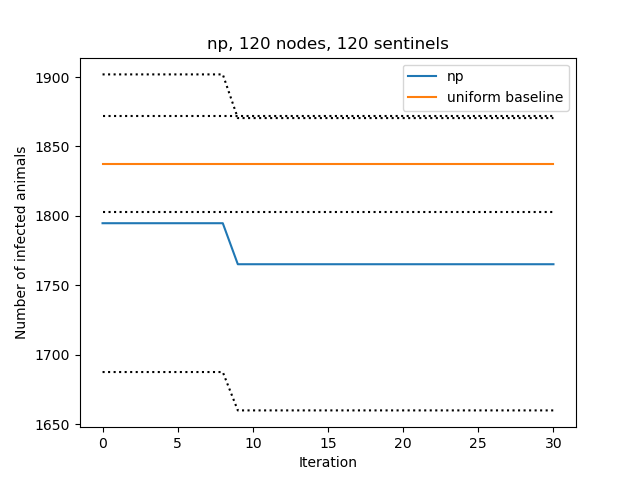 np, 120 nodes, 120 sentinels
1900
1850
1800
1750
1700
1650
Number of infected animals
np
uniform baseline
0 5 10 15 20 25 30
Iteration